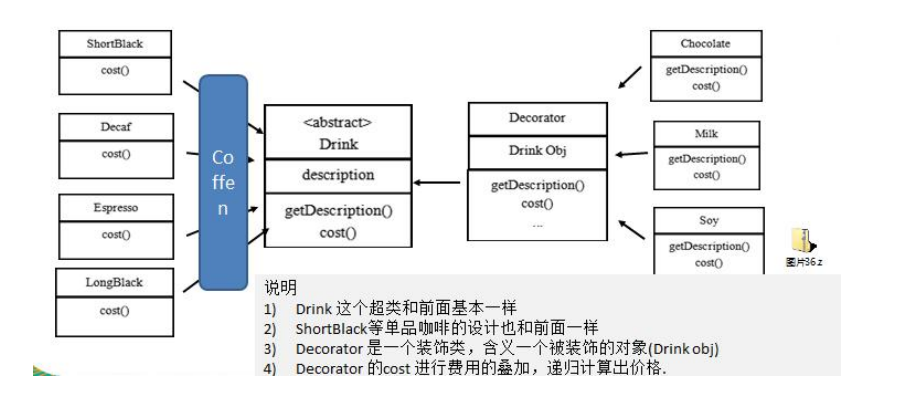 ShortBlack
cost()
Decaf
cost()
Espresso
cost()
LongBlack
cost()
Co
ffe
n
<abstract>
Drink
description
getDescription()
cost()
Decorator
Drink Obj
getDescription()
cost()
...
Chocolate
getDescription()
cost()
Milk
getDescription()
cost()
Soy
getDescription()
cost()
图片36.z
说明
1) Drink 这个超类和前面基本一样
2) ShortBlack等单品咖啡的设计也和前面一样
3) Decorator 是一个装饰类，含义一个被装饰的对象(Drink obj)
4) Decorator 的cost 进行费用的叠加，递归计算出价格.